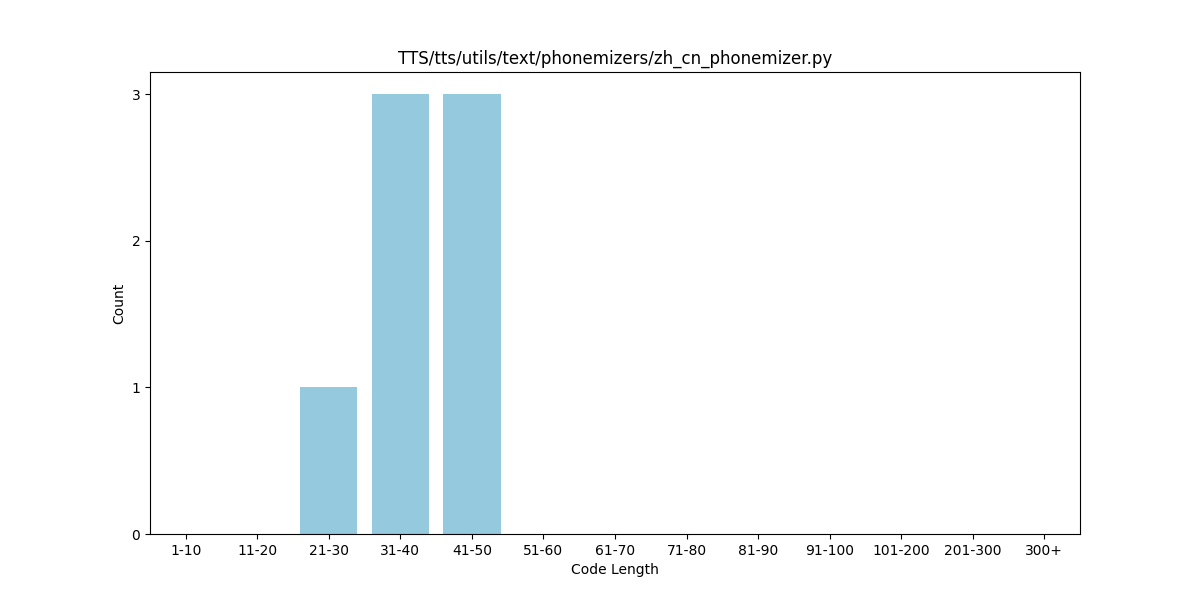 TTS/tts/utils/text/phonemizers/zh_cn_phonemizer.py
3
2
1
0
Count
1-10 11-20 21-30 31-40 41-50 51-60 61-70 71-80 81-90 91-100 101-200 201-300 300+
Code Length